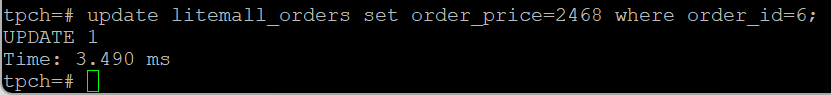 tpch=# update litemall_orders set order_price=2468 where order_id=6;
UPDATE 1
Time: 3.490 ms
tpch=#